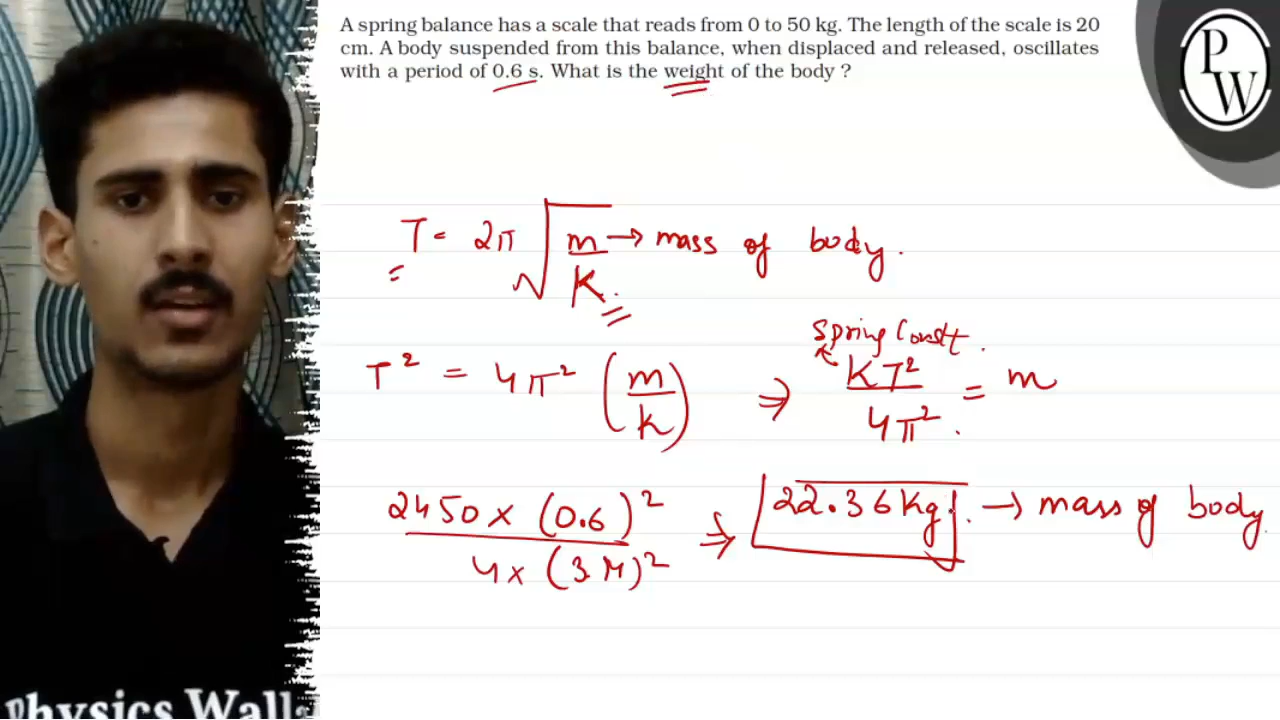 A spring balance has a scale that reads from 0 to 50 kg. The length of the scale is 20
cm. A body suspended from this balance, when displaced and released, oscillates
with a period of 0.6 s. What is the weight of the body ?
P
W
T = 2π √(m/K) → mass of body.
Spring Const.
T² = 4π² (m/k) ⇒ KT²/4π² = m
2450 × (0.6)² / 4 × (3.14)² ⇒ 22.36 Kg. → mass of body.
Physics Walla